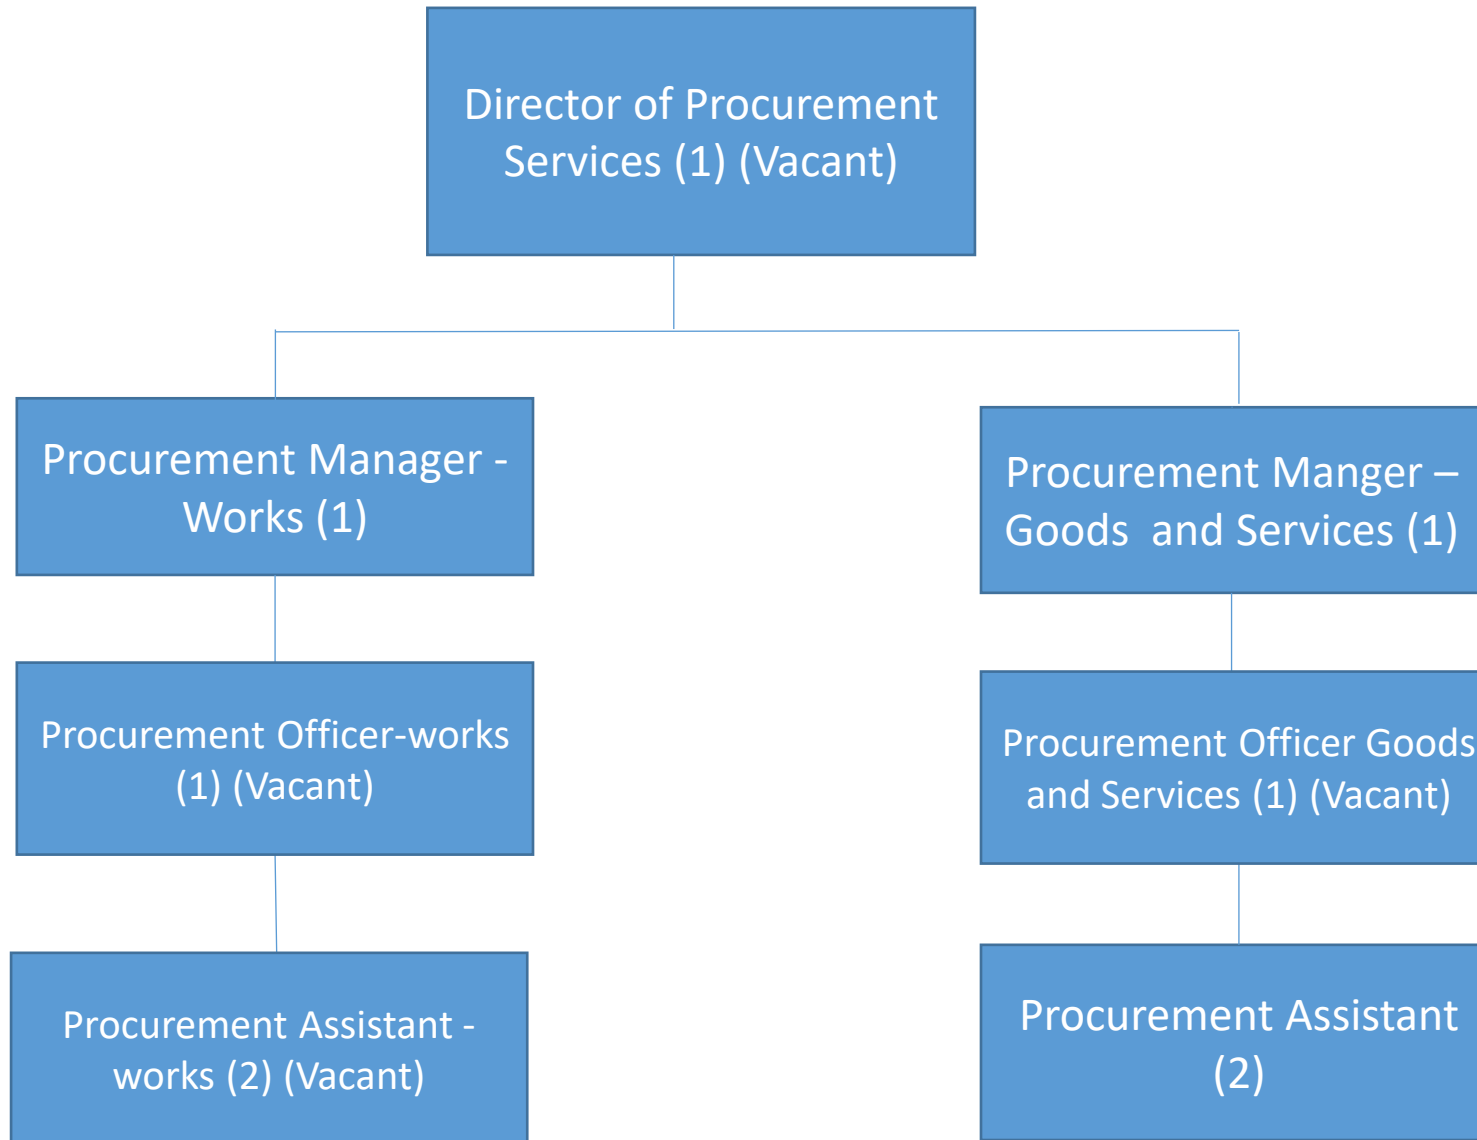 Director of Procurement
Services (1) (Vacant)
Procurement Manager -
Works (1)
Procurement Manger –
Goods  and Services (1)
Procurement Officer-works
(1) (Vacant)
Procurement Officer Goods
and Services (1) (Vacant)
Procurement Assistant -
works (2) (Vacant)
Procurement Assistant
(2)